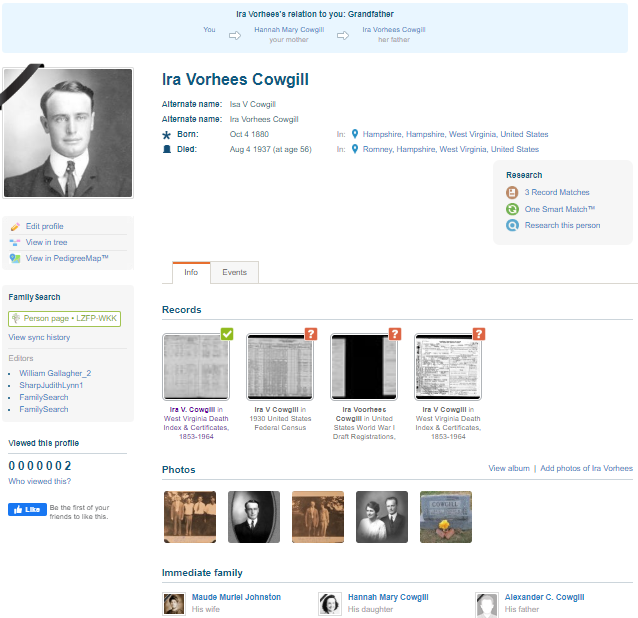 Ira Vorhees's relation to you: Grandfather
You
Hannah Mary Cowgill
your mother
Ira Vorhees Cowgill
her father
Ira Vorhees Cowgill
Alternate name: Isa V Cowgill
Alternate name: Ira Vorhees Cowgill
Born: Oct 4 1880 In: Hampshire, Hampshire, West Virginia, United States
Died: Aug 4 1937 (at age 56) In: Romney, Hampshire, West Virginia, United States
Research
3 Record Matches
One Smart Match™
Research this person
Edit profile
View in tree
View in PedigreeMap™
FamilySearch
Person page • LZFP-WKK
View sync history
Editors
William Gallagher_2
SharpJudithLynn1
FamilySearch
FamilySearch
Viewed this profile
0000002
Who viewed this?
Like
Be the first of your
friends to like this.
Info
Events
Records
Ira V. Cowgill in
West Virginia Death
Index & Certificates,
1853-1964
Ira V Cowgill in
1930 United States
Federal Census
Ira Voorhees
Cowgill in United
States World War I
Draft Registrations,
Ira V Cowgill in
West Virginia Death
Index & Certificates,
1853-1964
Photos
View album | Add photos of Ira Vorhees
COWGILL
Immediate family
Maude Muriel Johnston
His wife
Hannah Mary Cowgill
His daughter
Alexander C. Cowgill
His father